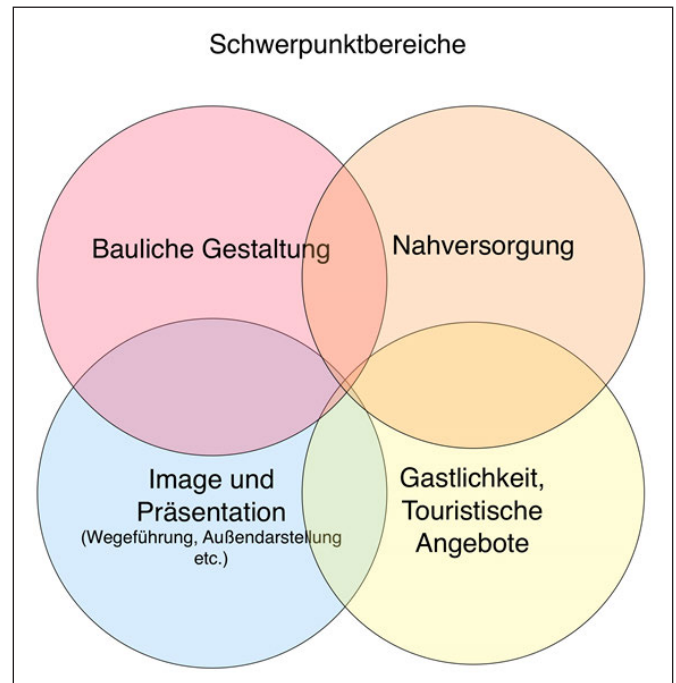 Schwerpunktbereiche
Bauliche Gestaltung
Nahversorgung
Image und
Präsentation
(Wegeführung, Außendarstellung
etc.)
Gastlichkeit,
Touristische
Angebote